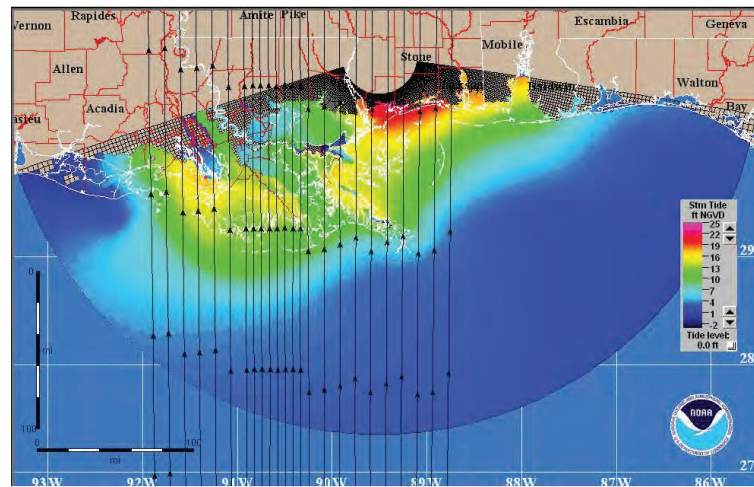 Rapides
Amite Pike
Escambia
Geneva
Vernon
Mobile
Stone
Allen
Walton
Acadia
Bay
Stm Tide
ft NGVD
25
22
19
16
13
10
7
4
1
-2
Tide level:
0.0 ft
29
28
27
0
mi
100
0
100
mi
NOAA
93W
92W
91W
90W
89W
88W
87W
86W